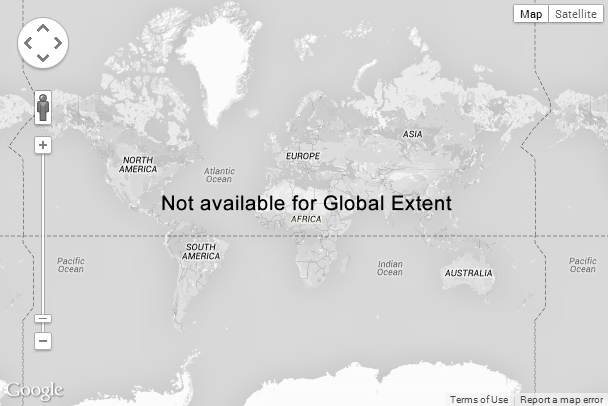 Map
Satellite
NORTH
AMERICA
Atlantic
Ocean
EUROPE
ASIA
Not available for Global Extent
AFRICA
SOUTH
AMERICA
Pacific
Ocean
Indian
Ocean
AUSTRALIA
Pacific
Ocean
Google
Terms of Use
Report a map error